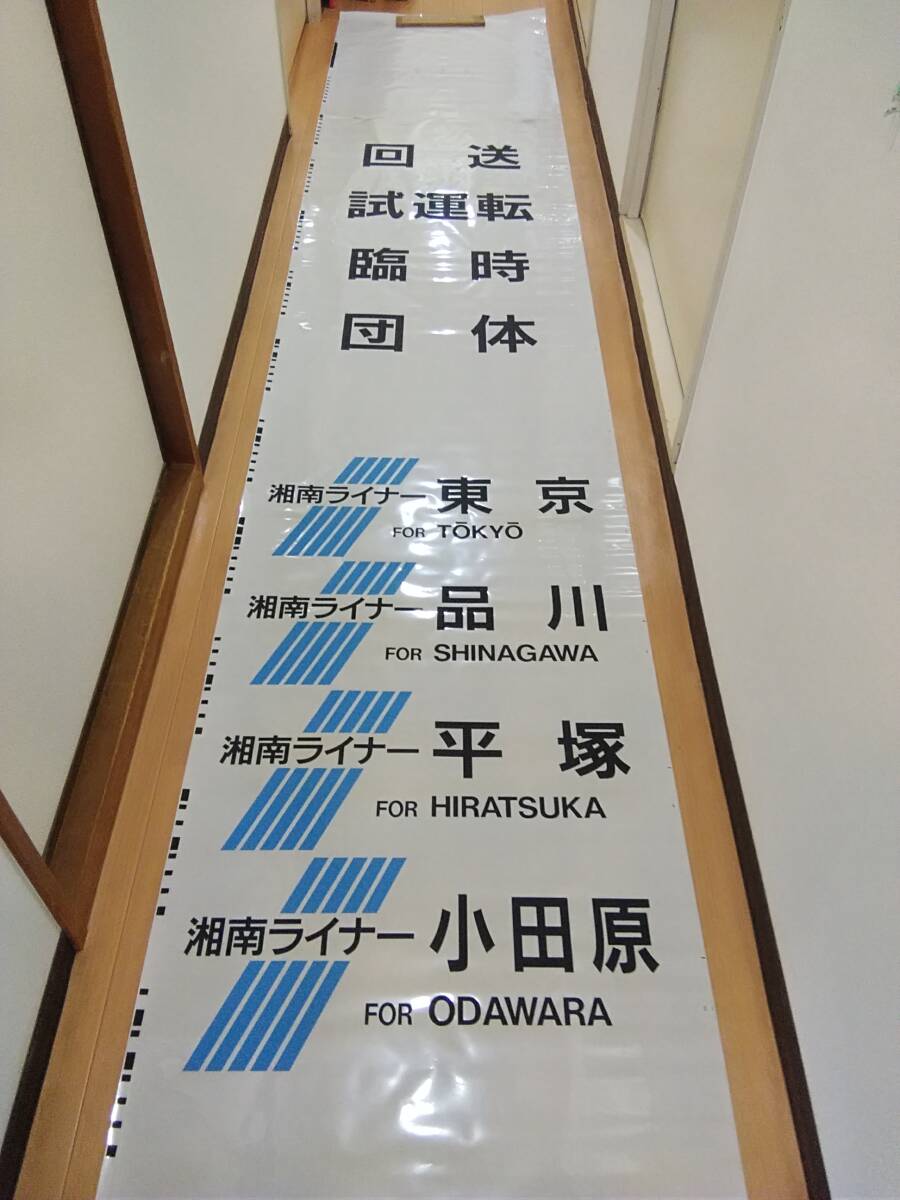 回送
試運転
臨時
団体
湘南ライナー 東京
FOR TŌKYŌ
湘南ライナー 品川
FOR SHINAGAWA
湘南ライナー 平塚
FOR HIRATSUKA
湘南ライナー 小田原
FOR ODAWARA